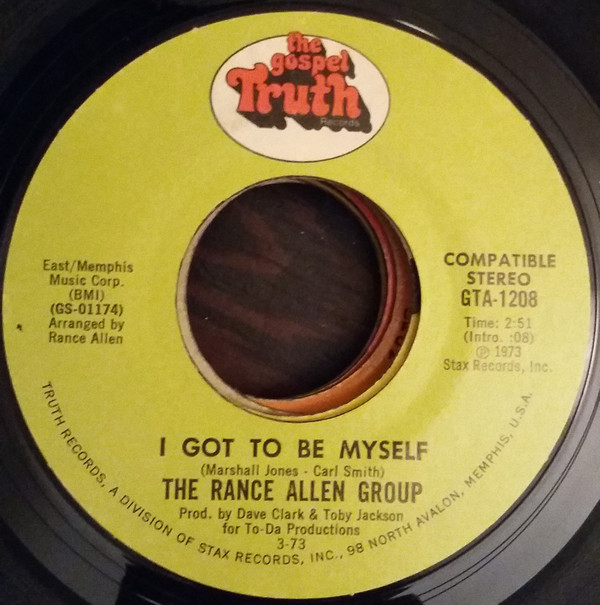 the
gospel
Truth
Records
East/Memphis
Music Corp.
(BMI)
(GS-01174)
Arranged by
Rance Allen
COMPATIBLE
STEREO
GTA-1208
Time: 2:51
(Intro. :08)
℗ 1973
Stax Records, Inc.
I GOT TO BE MYSELF
(Marshall Jones - Carl Smith)
THE RANCE ALLEN GROUP
Prod. by Dave Clark & Toby Jackson
for To-Da Productions
3-73
TRUTH RECORDS, A DIVISION OF STAX RECORDS, INC., 98 NORTH AVALON, MEMPHIS, U.S.A.